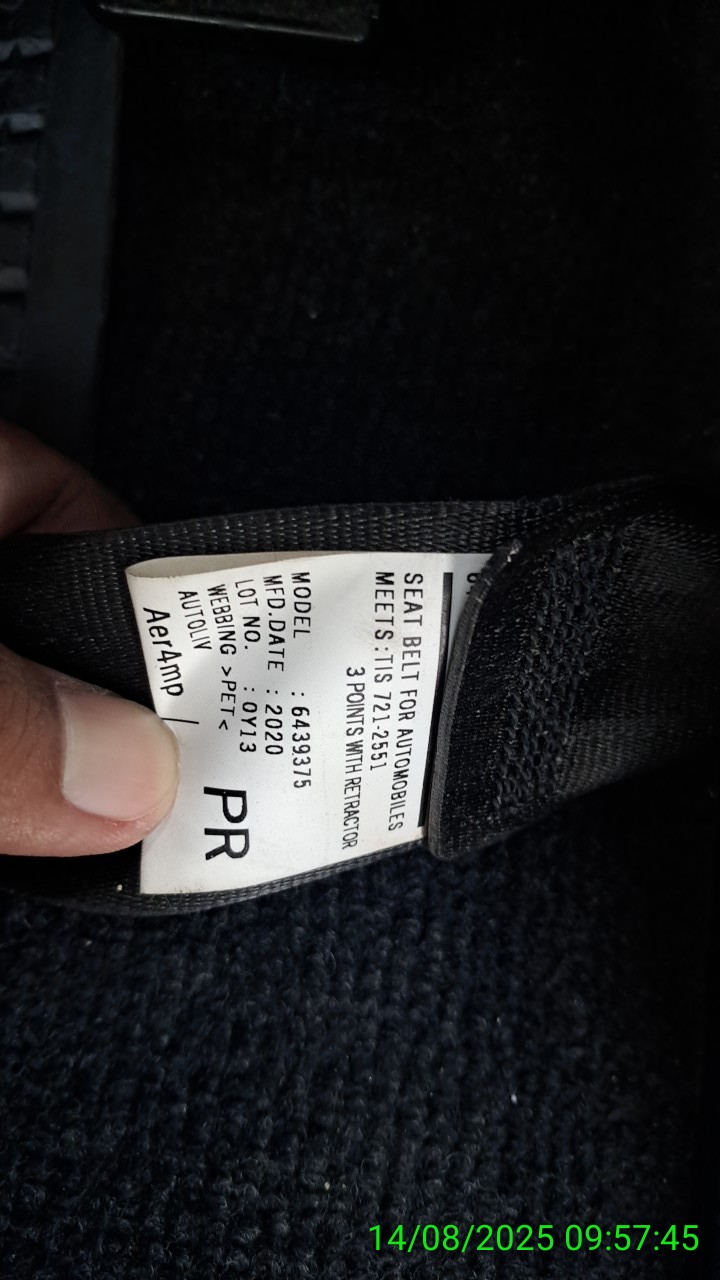 SEAT BELT FOR AUTOMOBILES
MEETS : TIS 721-2551
3 POINTS WITH RETRACTOR
MODEL : 6439375
MFD.DATE : 2020
LOT NO. : 0Y13
WEBBING >PET<
AUTOLIV
PR
Aer4mp /
14/08/2025 09:57:45